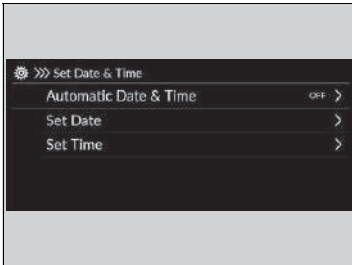 >>> Set Date & Time
Automatic Date & Time OFF >
Set Date >
Set Time >